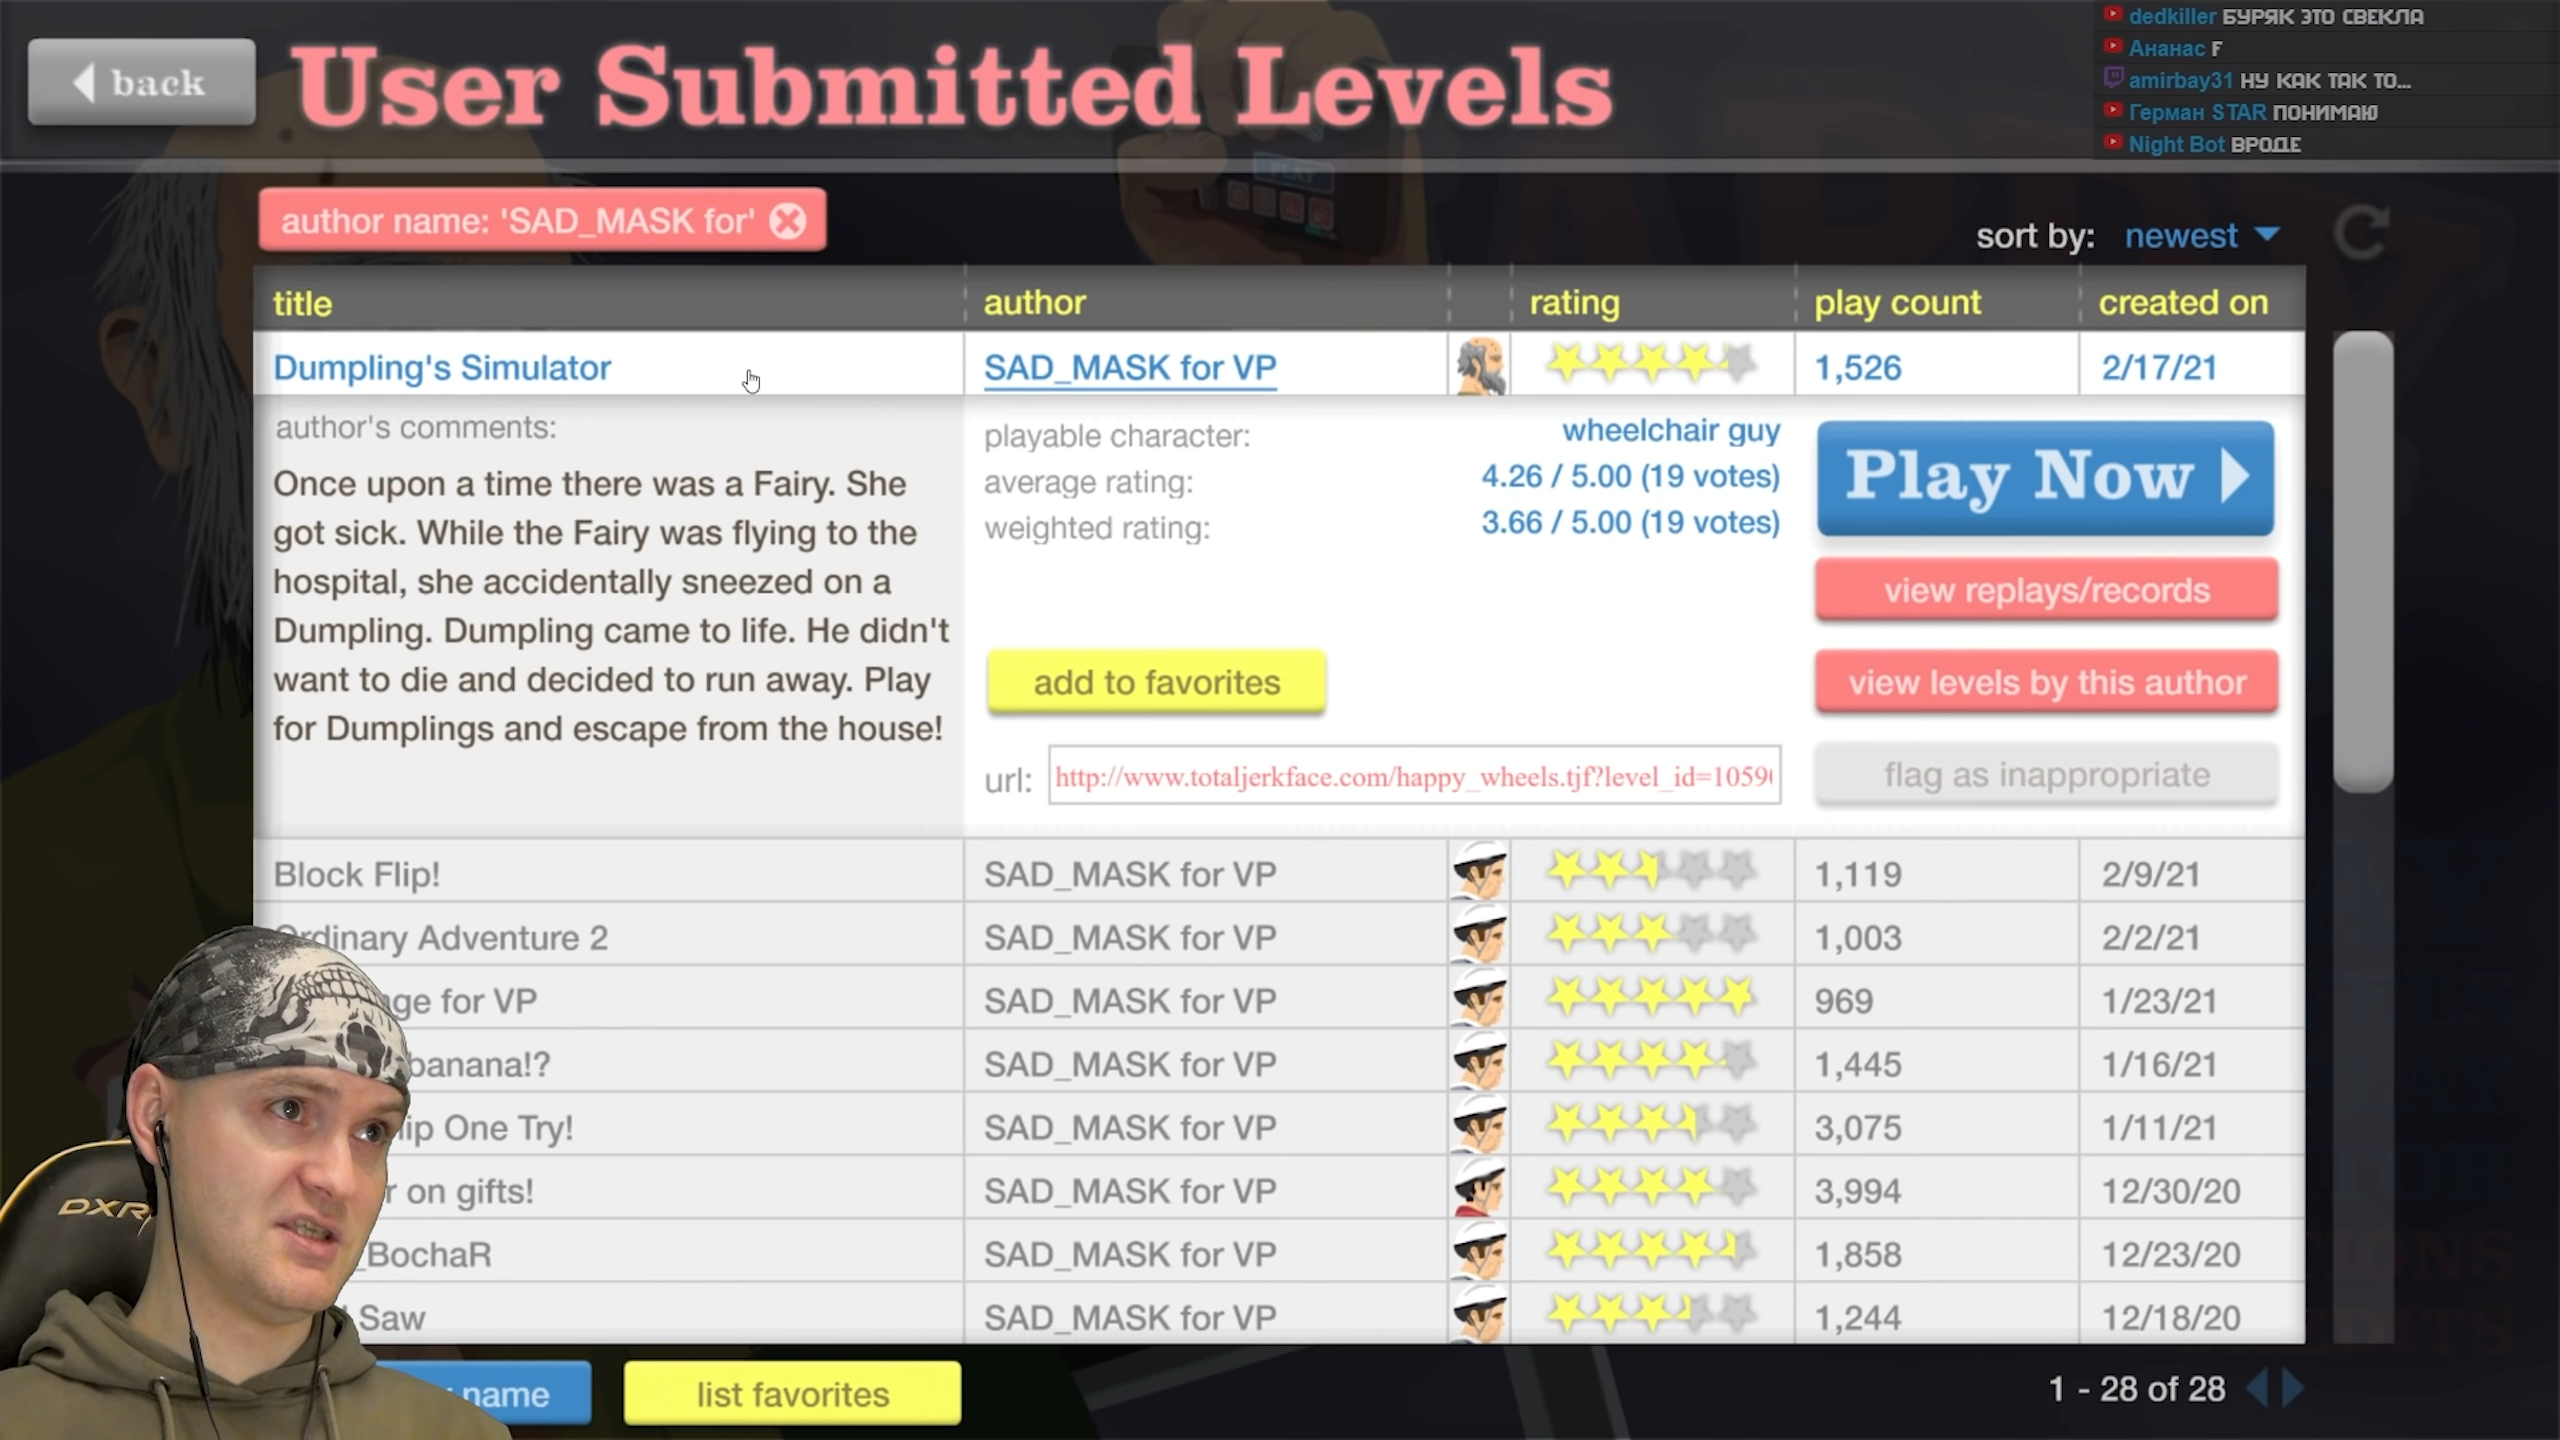 back
User Submitted Levels
dedkiller БУРЯК ЭТО СВЕКЛА
Ананас F
amirbay31 НУ КАК ТАК ТО...
Герман STAR ПОНИМАЮ
Night Bot ВРОДЕ
author name: 'SAD_MASK for'
sort by: newest
title author rating play count created on
Dumpling's Simulator SAD_MASK for VP 1,526 2/17/21
author's comments:
Once upon a time there was a Fairy. She
got sick. While the Fairy was flying to the
hospital, she accidentally sneezed on a
Dumpling. Dumpling came to life. He didn't
want to die and decided to run away. Play
for Dumplings and escape from the house!
playable character: wheelchair guy
average rating: 4.26 / 5.00 (19 votes)
weighted rating: 3.66 / 5.00 (19 votes)
add to favorites
url: http://www.totaljerkface.com/happy_wheels.tjf?level_id=1059
Play Now
view replays/records
view levels by this author
flag as inappropriate
Block Flip! SAD_MASK for VP 1,119 2/9/21
Ordinary Adventure 2 SAD_MASK for VP 1,003 2/2/21
ge for VP SAD_MASK for VP 969 1/23/21
banana!? SAD_MASK for VP 1,445 1/16/21
ip One Try! SAD_MASK for VP 3,075 1/11/21
r on gifts! SAD_MASK for VP 3,994 12/30/20
_BochaR SAD_MASK for VP 1,858 12/23/20
Saw SAD_MASK for VP 1,244 12/18/20
DXR
name
list favorites
1 - 28 of 28